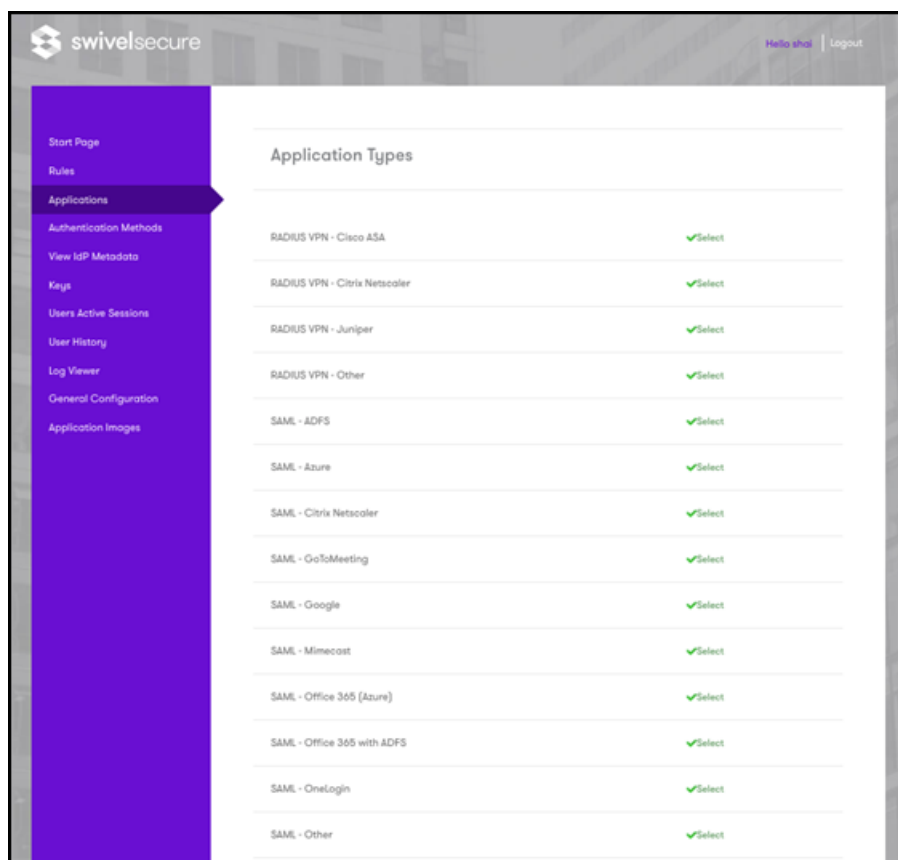 swivelsecure
Hello shai | Logout
Start Page
Rules
Applications
Authentication Methods
View IdP Metadata
Keys
Users Active Sessions
User History
Log Viewer
General Configuration
Application Images
Application Types
RADIUS VPN - Cisco ASA Select
RADIUS VPN - Citrix Netscaler Select
RADIUS VPN - Juniper Select
RADIUS VPN - Other Select
SAML - ADFS Select
SAML - Azure Select
SAML - Citrix Netscaler Select
SAML - GoToMeeting Select
SAML - Google Select
SAML - Mimecast Select
SAML - Office 365 (Azure) Select
SAML - Office 365 with ADFS Select
SAML - OneLogin Select
SAML - Other Select